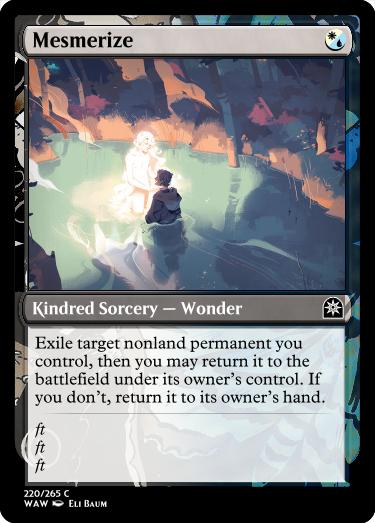 Mesmerize
Kindred Sorcery — Wonder
Exile target nonland permanent you
control, then you may return it to the
battlefield under its owner's control. If
you don't, return it to its owner's hand.
ft
ft
ft
220/265 C
WAW Eli Baum